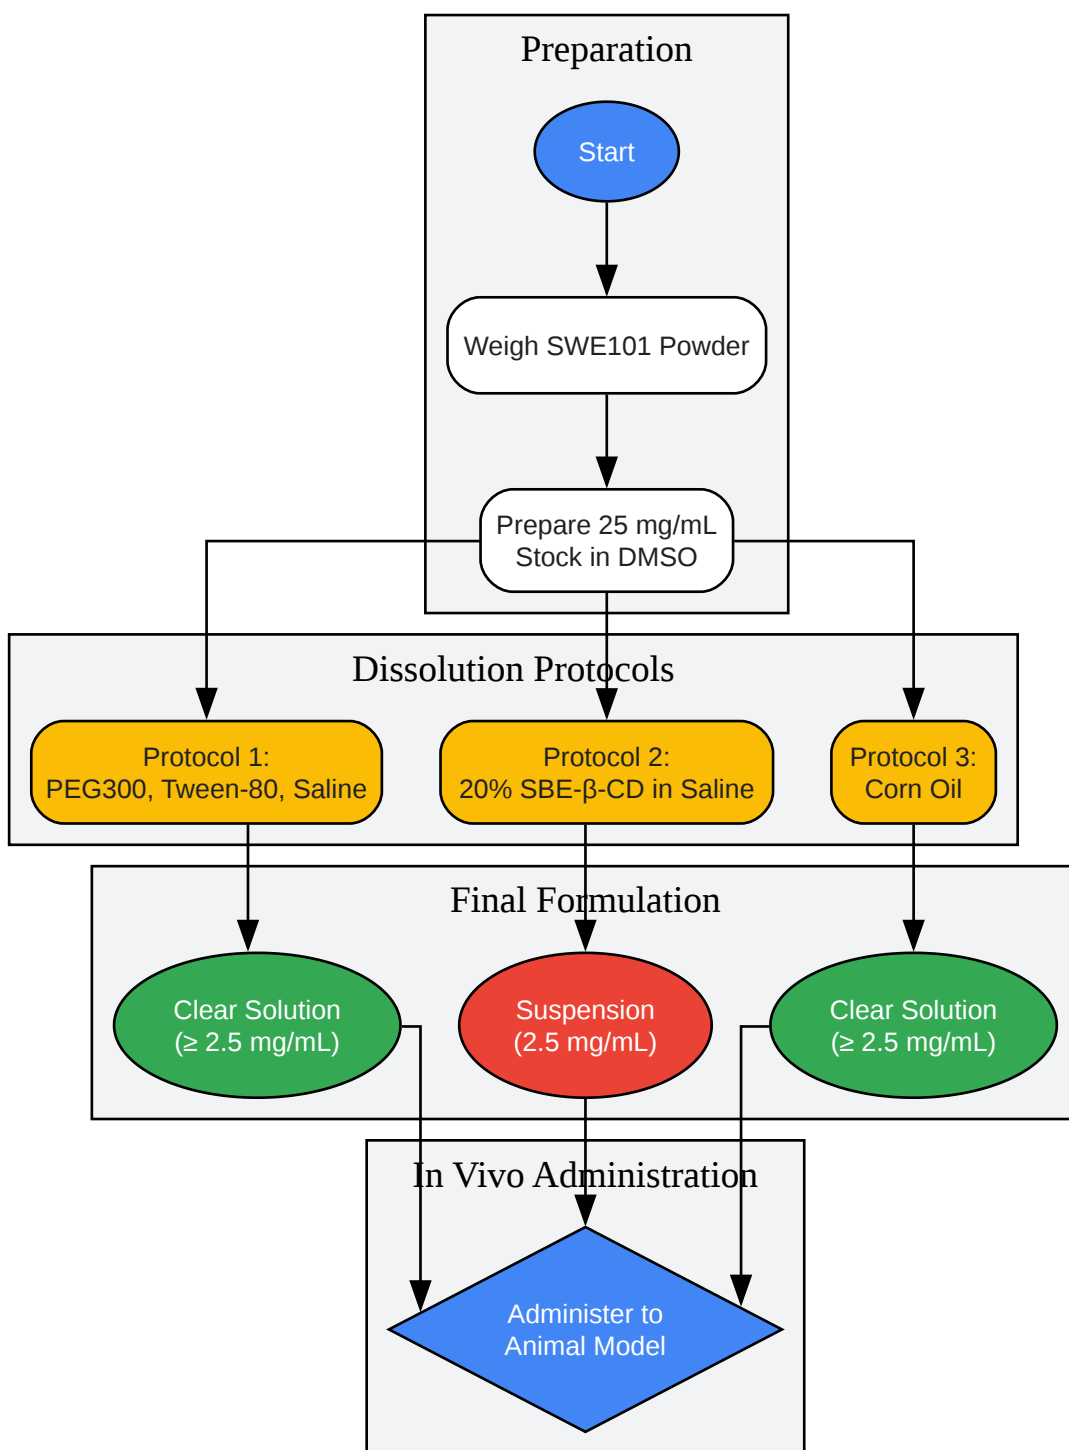 Preparation
Start
Weigh SWE101 Powder
Prepare 25 mg/mL
Stock in DMSO
Dissolution Protocols
Protocol 1:
PEG300, Tween-80, Saline
Protocol 2:
20% SBE-β-CD in Saline
Protocol 3:
Corn Oil
Final Formulation
Clear Solution
(≥ 2.5 mg/mL)
Suspension
(2.5 mg/mL)
Clear Solution
(≥ 2.5 mg/mL)
In Vivo Administration
Administer to
Animal Model